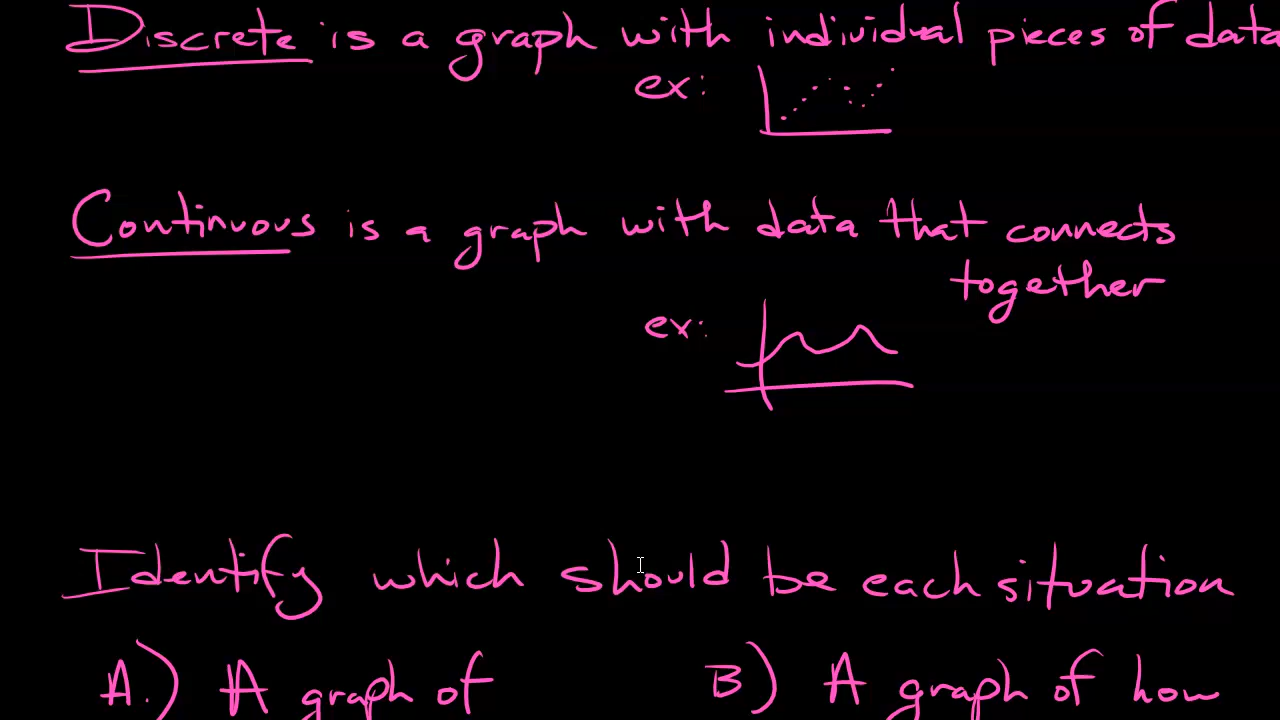 Discrete is a graph with individual pieces of data
ex:
Continuous is a graph with data that connects
together
ex:
Identify which should be each situation
A.) A graph of
B) A graph of how